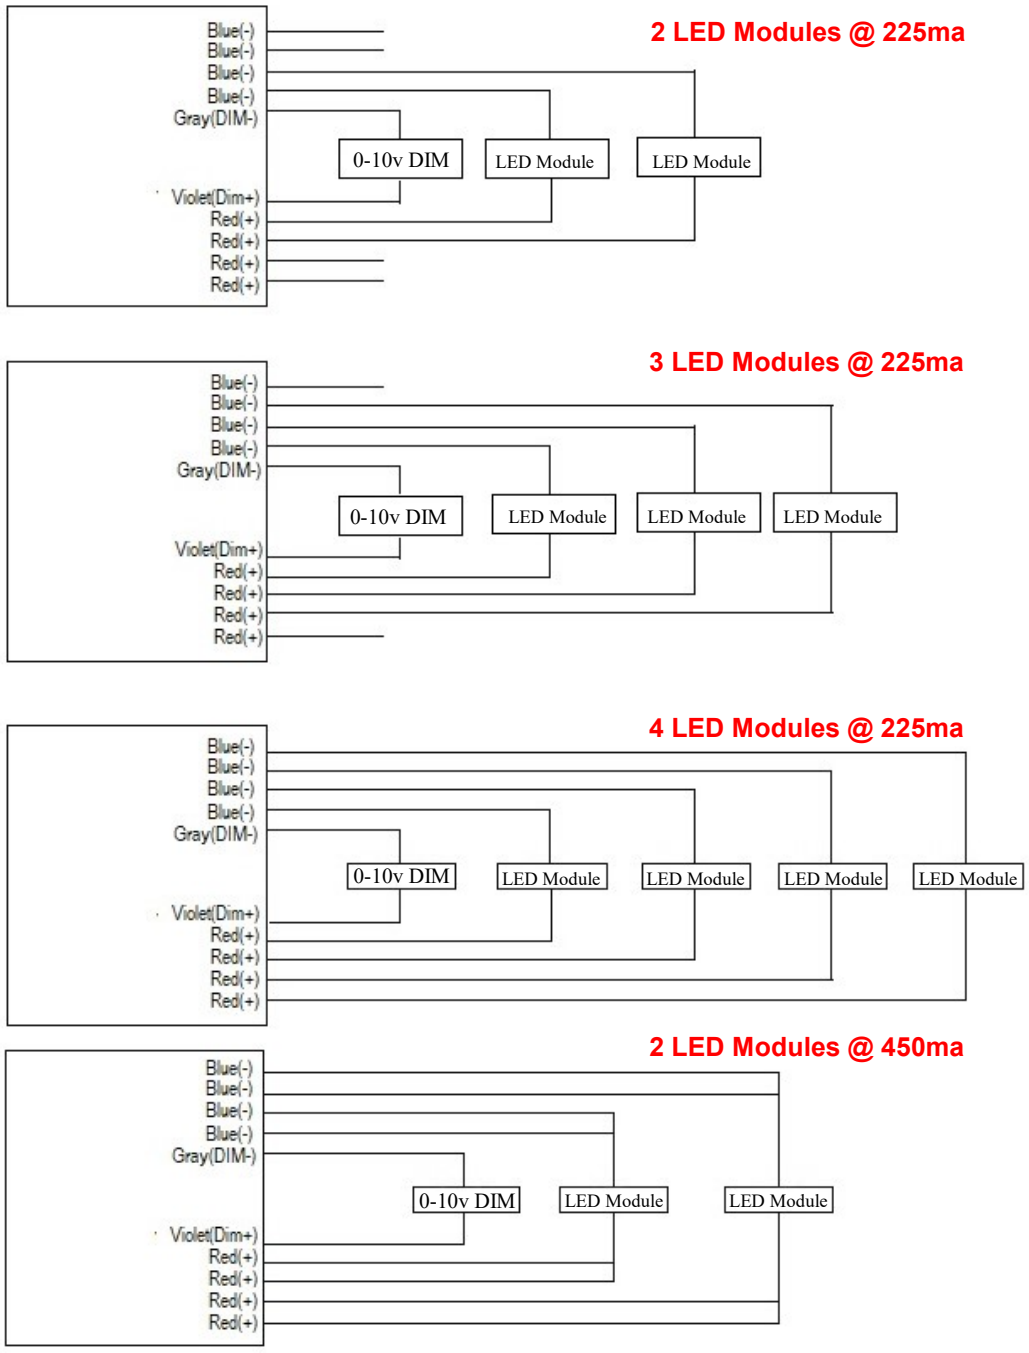 2 LED Modules @ 225ma
Blue(-)
Blue(-)
Blue(-)
Blue(-)
Gray(DIM-)
0-10v DIM
LED Module
LED Module
Violet(Dim+)
Red(+)
Red(+)
Red(+)
Red(+)
3 LED Modules @ 225ma
Blue(-)
Blue(-)
Blue(-)
Blue(-)
Gray(DIM-)
0-10v DIM
LED Module
LED Module
LED Module
Violet(Dim+)
Red(+)
Red(+)
Red(+)
Red(+)
4 LED Modules @ 225ma
Blue(-)
Blue(-)
Blue(-)
Blue(-)
Gray(DIM-)
0-10v DIM
LED Module
LED Module
LED Module
LED Module
Violet(Dim+)
Red(+)
Red(+)
Red(+)
Red(+)
2 LED Modules @ 450ma
Blue(-)
Blue(-)
Blue(-)
Blue(-)
Gray(DIM-)
0-10v DIM
LED Module
LED Module
Violet(Dim+)
Red(+)
Red(+)
Red(+)
Red(+)